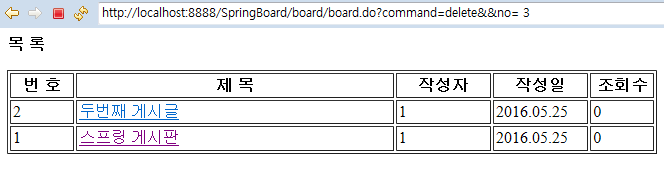 http://localhost:8888/SpringBoard/board/board.do?command=delete&&no= 3
목 록
번 호 제 목 작성자 작성일 조회수
2 두번째 게시글 1 2016.05.25 0
1 스프링 게시판 1 2016.05.25 0